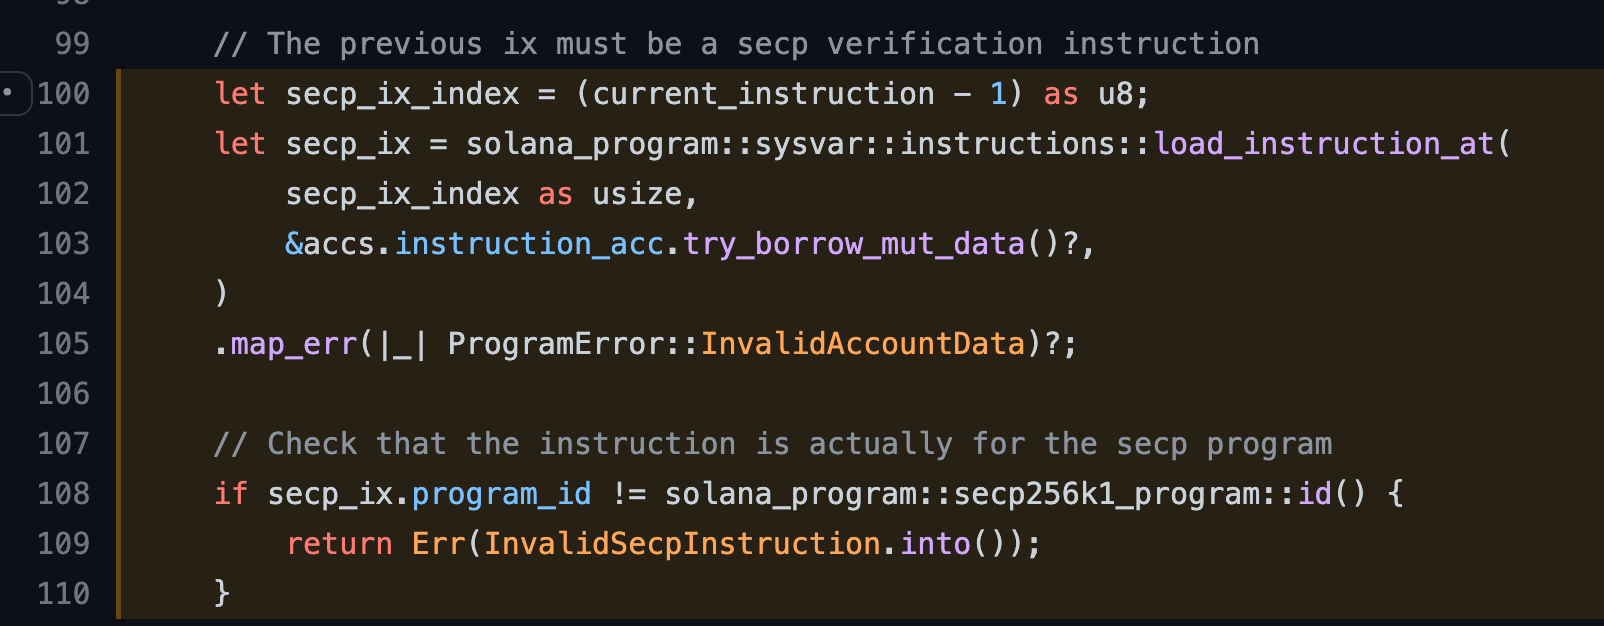 98
99 // The previous ix must be a secp verification instruction
100 let secp_ix_index = (current_instruction - 1) as u8;
101 let secp_ix = solana_program::sysvar::instructions::load_instruction_at(
102 secp_ix_index as usize,
103 &accs.instruction_acc.try_borrow_mut_data()?,
104 )
105 .map_err(|_| ProgramError::InvalidAccountData)?;
106
107 // Check that the instruction is actually for the secp program
108 if secp_ix.program_id != solana_program::secp256k1_program::id() {
109 return Err(InvalidSecpInstruction.into());
110 }